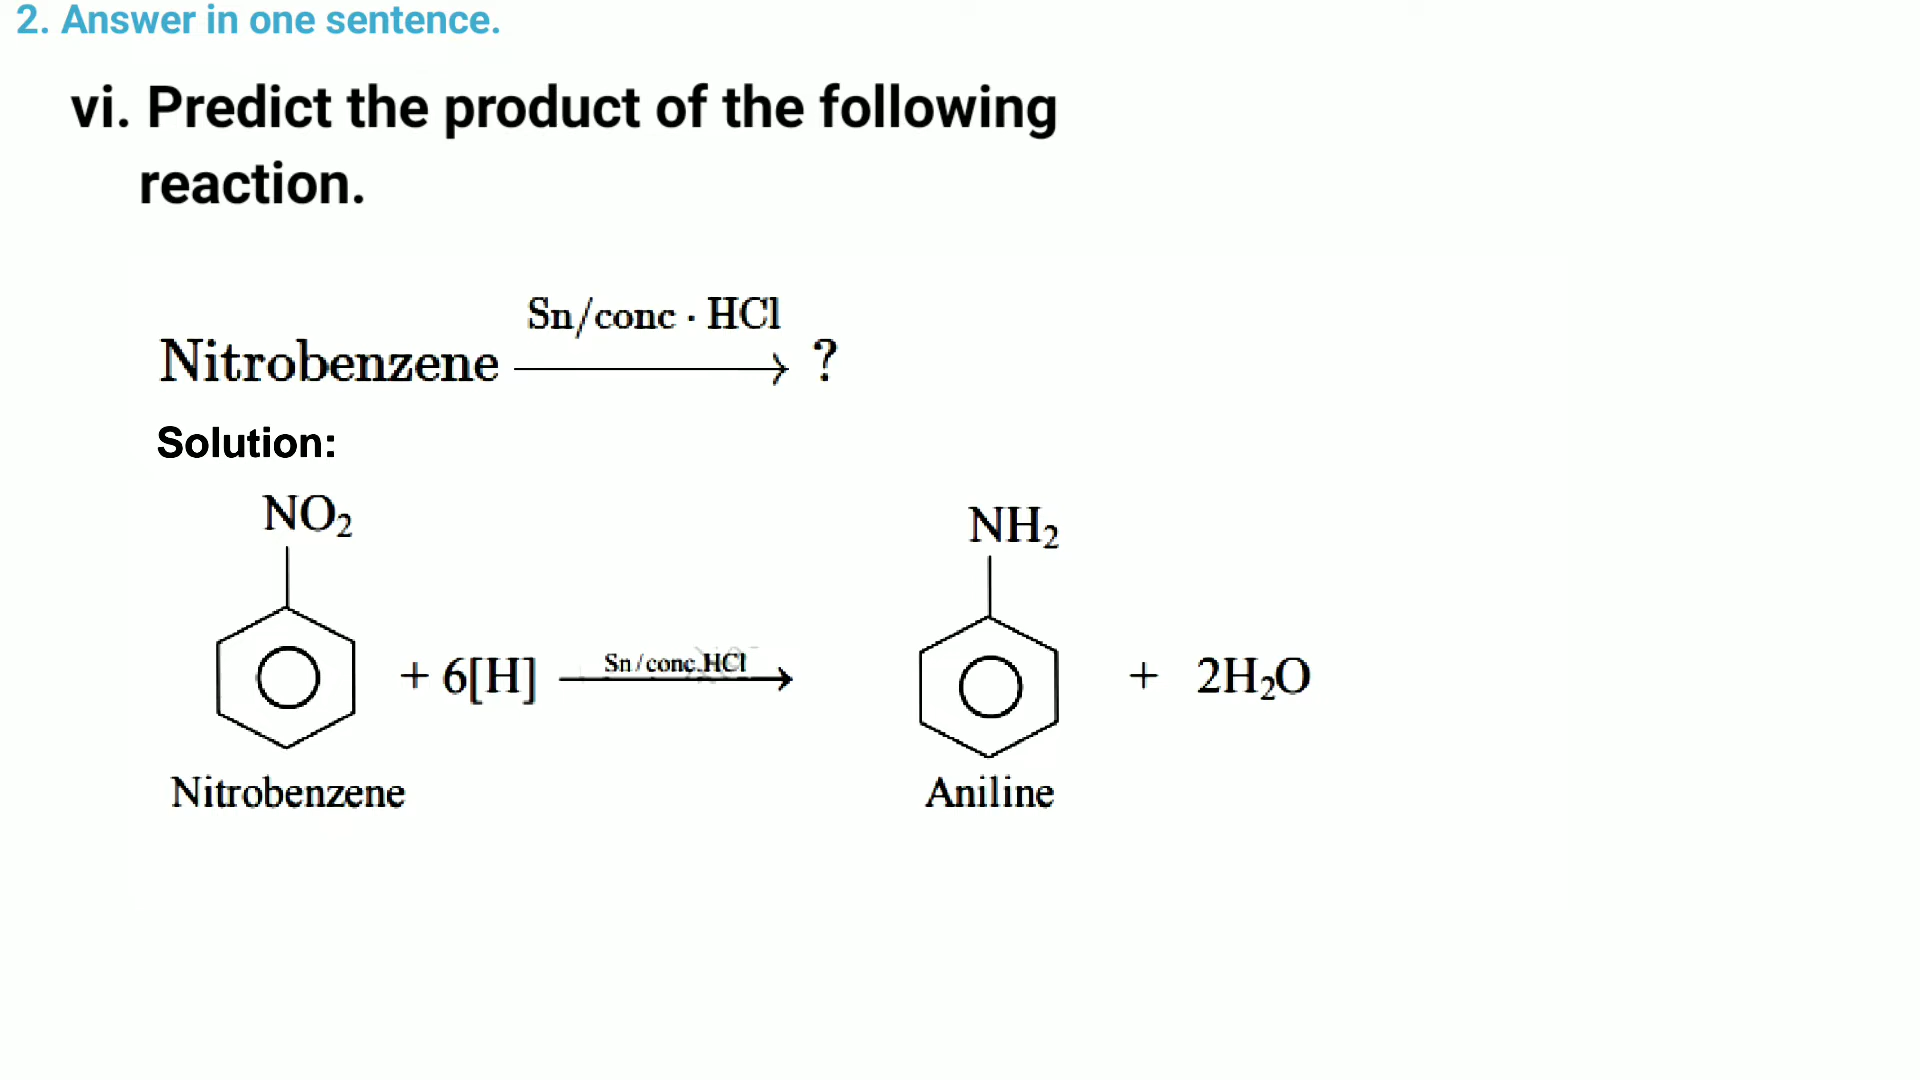 2. Answer in one sentence.
vi. Predict the product of the following
reaction.
Sn/conc · HCl
Nitrobenzene ⟶ ?
Solution:
NO₂
NH₂
+ 6[H] Sn/conc.HCl ⟶ + 2H₂O
Nitrobenzene
Aniline